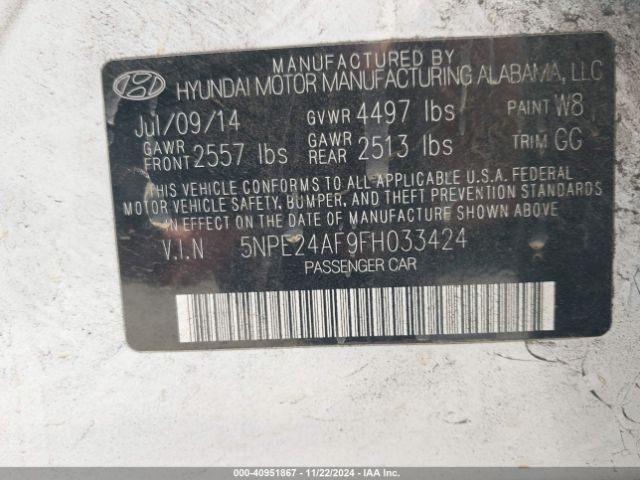 MANUFACTURED BY
HYUNDAI MOTOR MANUFACTURING ALABAMA, LLC
Jul/09/14 GVWR 4497 lbs PAINT W8
GAWR FRONT 2557 lbs GAWR REAR 2513 lbs TRIM GG
THIS VEHICLE CONFORMS TO ALL APPLICABLE U.S.A. FEDERAL
MOTOR VEHICLE SAFETY, BUMPER, AND THEFT PREVENTION STANDARDS
IN EFFECT ON THE DATE OF MANUFACTURE SHOWN ABOVE.
V.I.N 5NPE24AF9FH033424
PASSENGER CAR
000-40951867 - 11/22/2024 - IAA Inc.